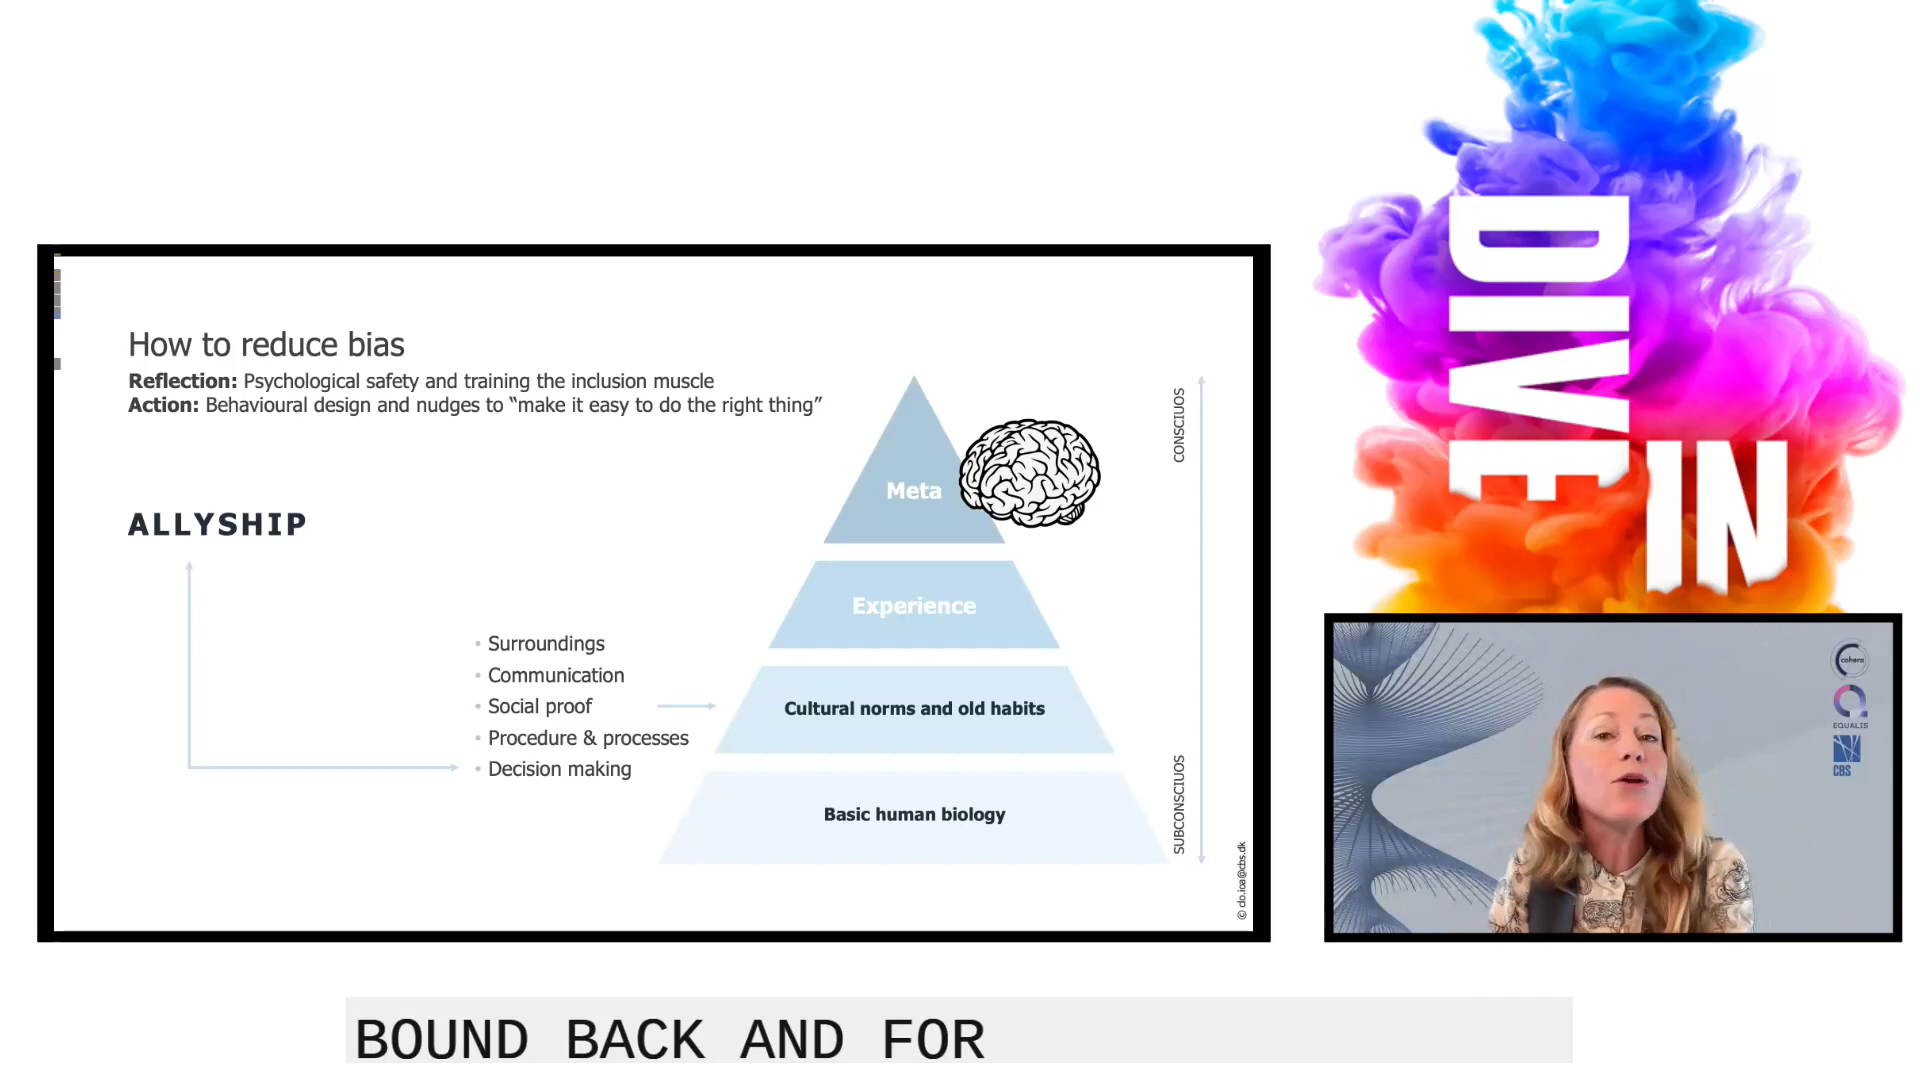 How to reduce bias
Reflection: Psychological safety and training the inclusion muscle
Action: Behavioural design and nudges to “make it easy to do the right thing”
ALLYSHIP
• Surroundings
• Communication
• Social proof
• Procedure & processes
• Decision making
Meta
Experience
Cultural norms and old habits
Basic human biology
CONSCIUOS
SUBCONSCIUOS
© do.ioa@cbs.dk
DIVE
IN
cohero
EQUALIS
CBS
BOUND BACK AND FOR